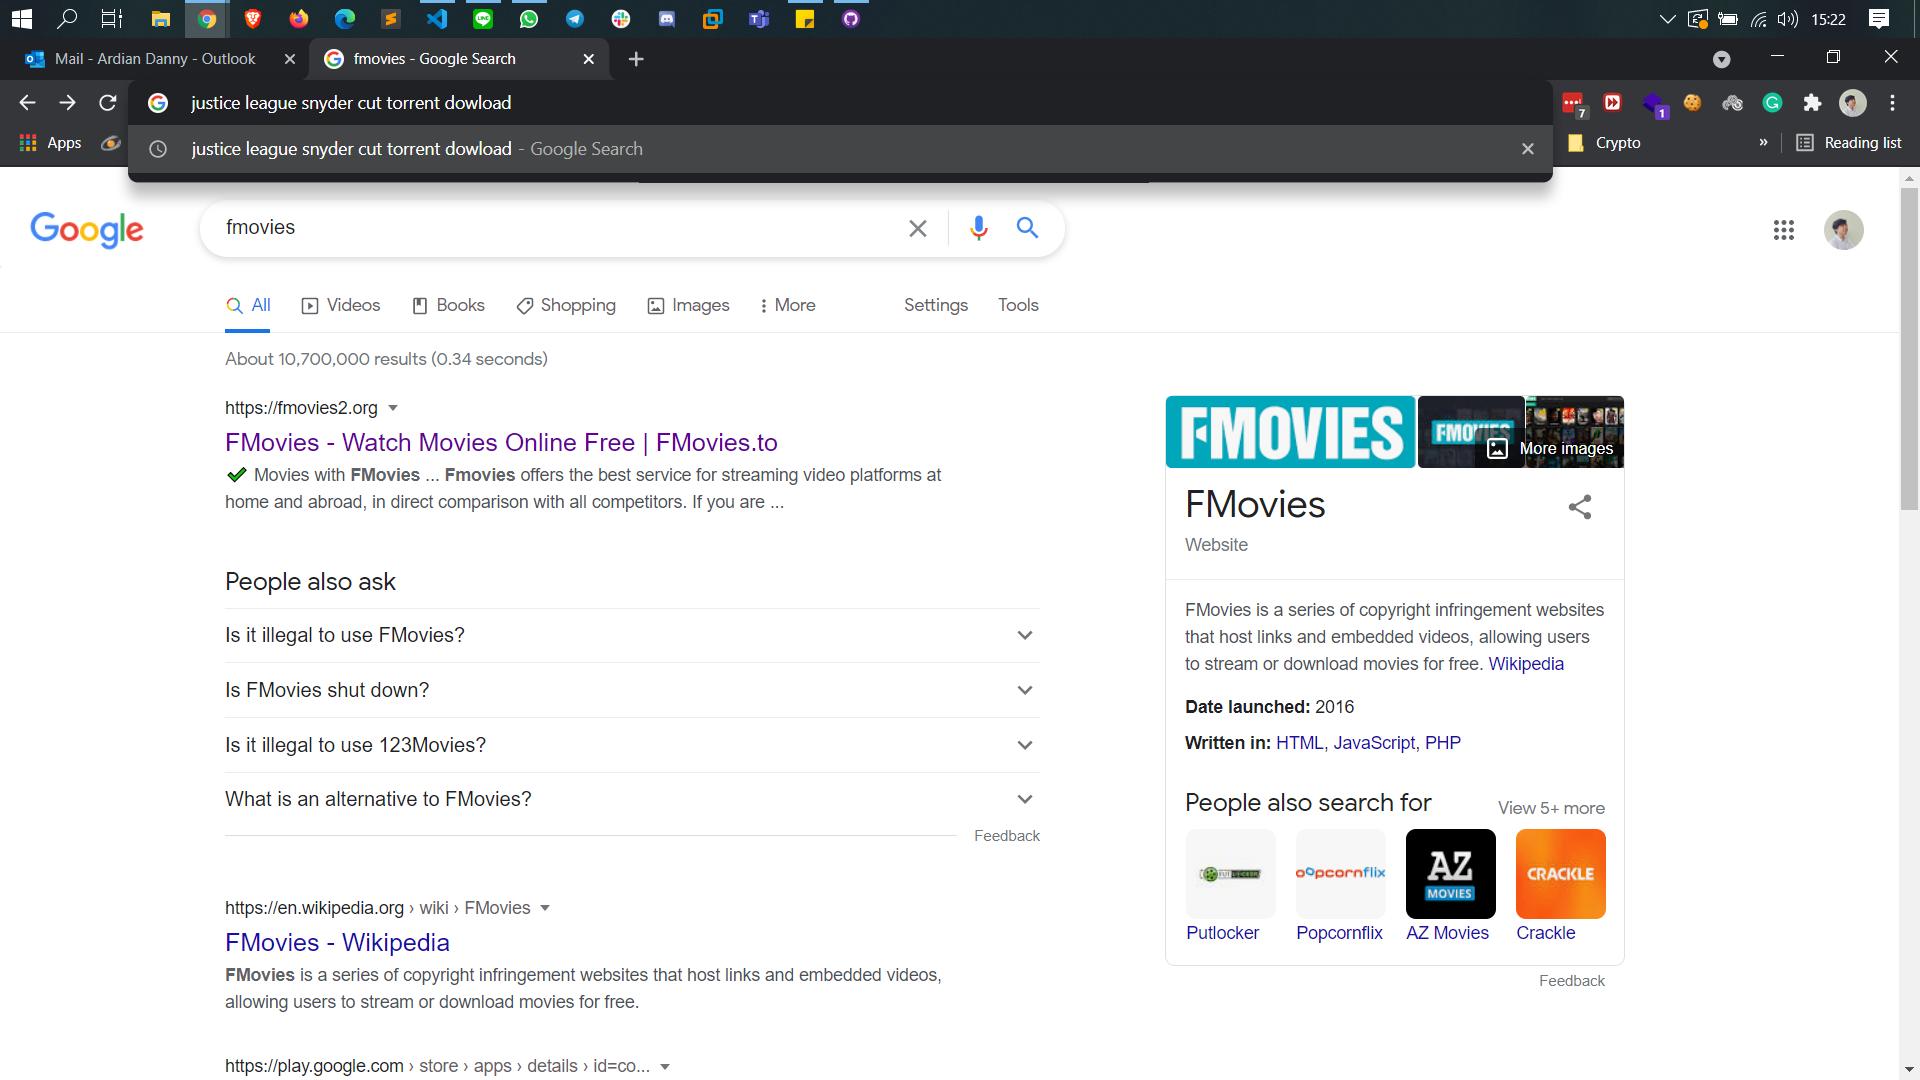 15:22
Mail - Ardian Danny - Outlook
fmovies - Google Search
justice league snyder cut torrent dowload
7
1
Apps
justice league snyder cut torrent dowload - Google Search
Crypto
»
Reading list
Google
fmovies
All
Videos
Books
Shopping
Images
More
Settings
Tools
About 10,700,000 results (0.34 seconds)
https://fmovies2.org
FMovies - Watch Movies Online Free | FMovies.to
Movies with FMovies ... Fmovies offers the best service for streaming video platforms at
home and abroad, in direct comparison with all competitors. If you are ...
People also ask
Is it illegal to use FMovies?
Is FMovies shut down?
Is it illegal to use 123Movies?
What is an alternative to FMovies?
Feedback
https://en.wikipedia.org › wiki › FMovies
FMovies - Wikipedia
FMovies is a series of copyright infringement websites that host links and embedded videos,
allowing users to stream or download movies for free.
https://play.google.com › store › apps › details › id=co...
FMOVIES
FMOVIES
More images
FMovies
Website
FMovies is a series of copyright infringement websites
that host links and embedded videos, allowing users
to stream or download movies for free. Wikipedia
Date launched: 2016
Written in: HTML, JavaScript, PHP
People also search for
View 5+ more
popcornflix
AZ
MOVIES
CRACKLE
Putlocker
Popcornflix
AZ Movies
Crackle
Feedback